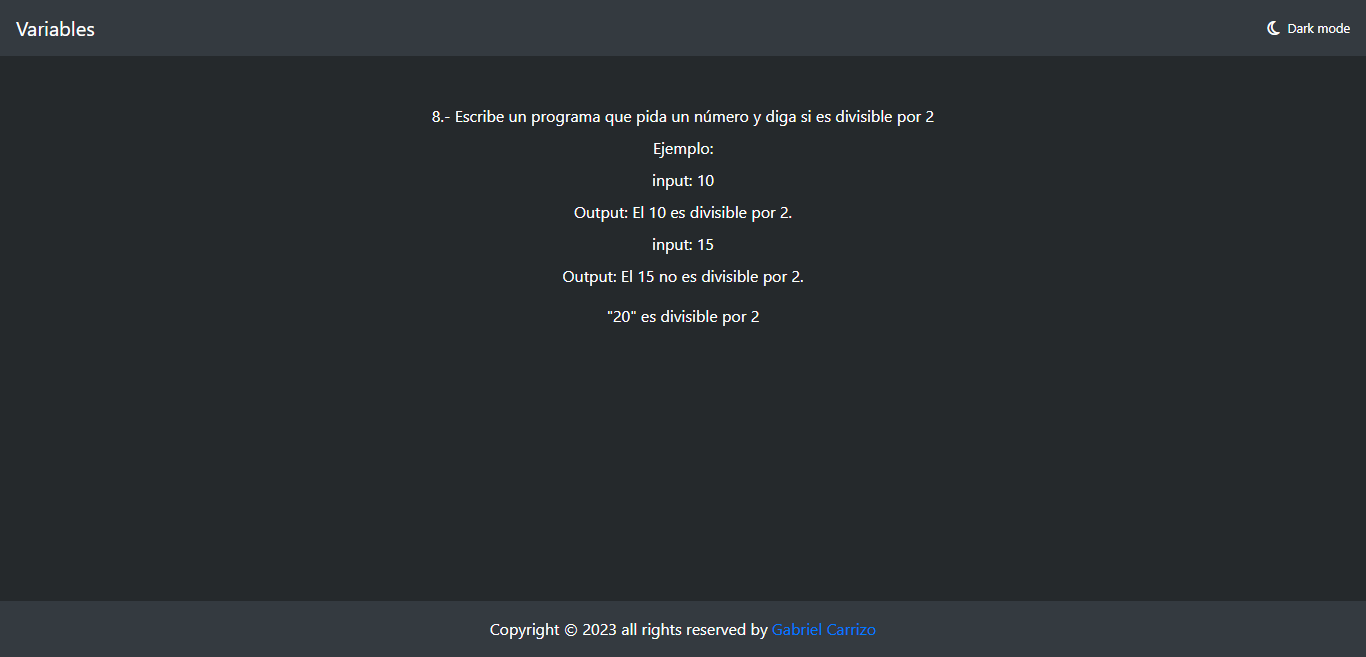 Variables
Dark mode
8.- Escribe un programa que pida un número y diga si es divisible por 2
Ejemplo:
input: 10
Output: El 10 es divisible por 2.
input: 15
Output: El 15 no es divisible por 2.
"20" es divisible por 2
Copyright © 2023 all rights reserved by Gabriel Carrizo